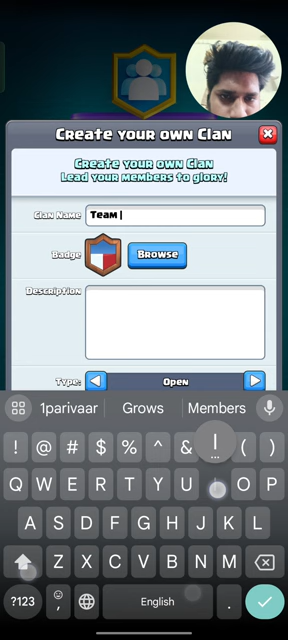 Create your own Clan
Create your own Clan
Lead your members to glory!
Clan Name Team
Badge Browse
Description
Type: Open
1parivaar Grows Members
! @ # $ % ^ & ( )
Q W E R T Y U O P
A S D F G H J K L
Z X C V B N M
?123 , English .